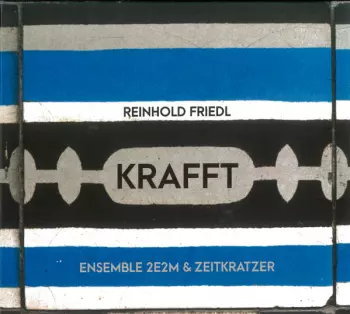 REINHOLD FRIEDL
KRAFFT
ENSEMBLE 2E2M & ZEITKRATZER